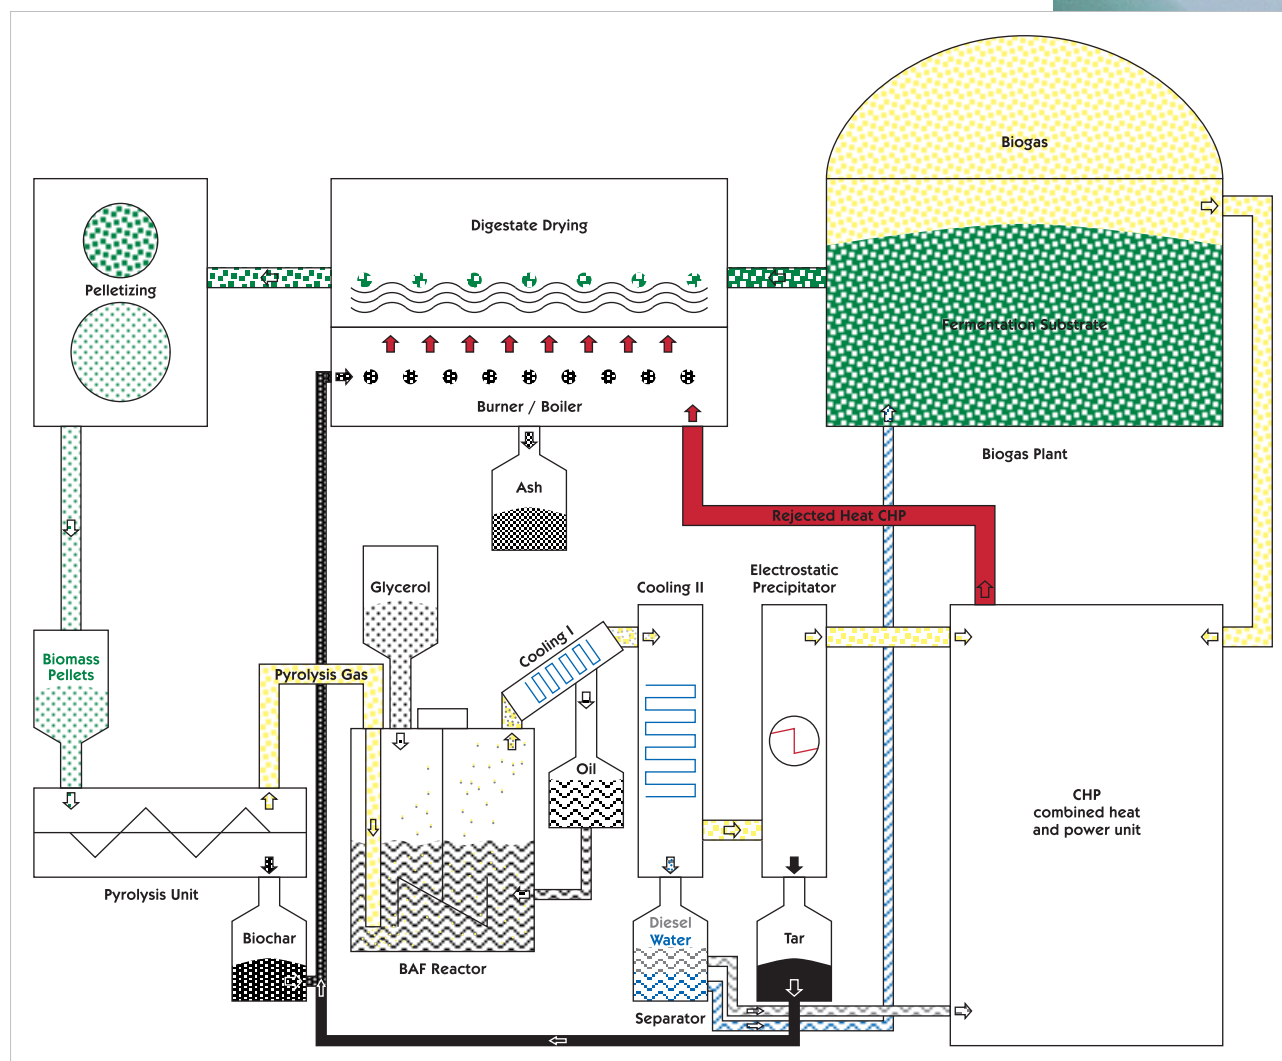 Biogas
Digestate Drying
Pelletizing
Fermentation Substrate
Burner / Boiler
Biogas Plant
Ash
Rejected Heat CHP
Glycerol
Cooling I
Cooling II
Electrostatic
Precipitator
Biomass
Pellets
Pyrolysis Gas
Oil
CHP
combined heat
and power unit
Pyrolysis Unit
Biochar
BAF Reactor
Diesel
Water
Tar
Separator